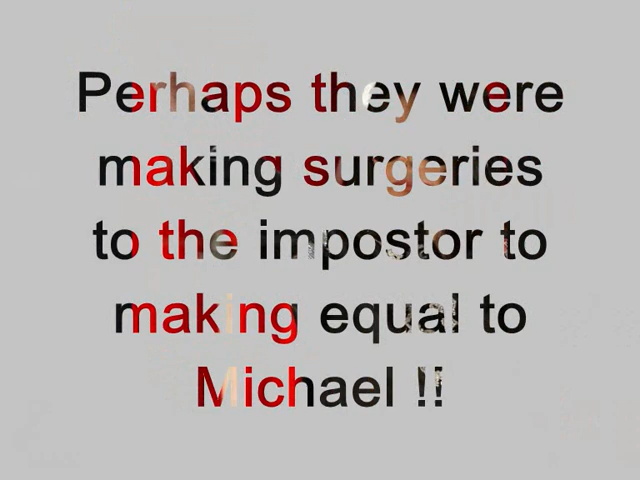 Perhaps they were
making surgeries
to the impostor to
making equal to
Michael !!